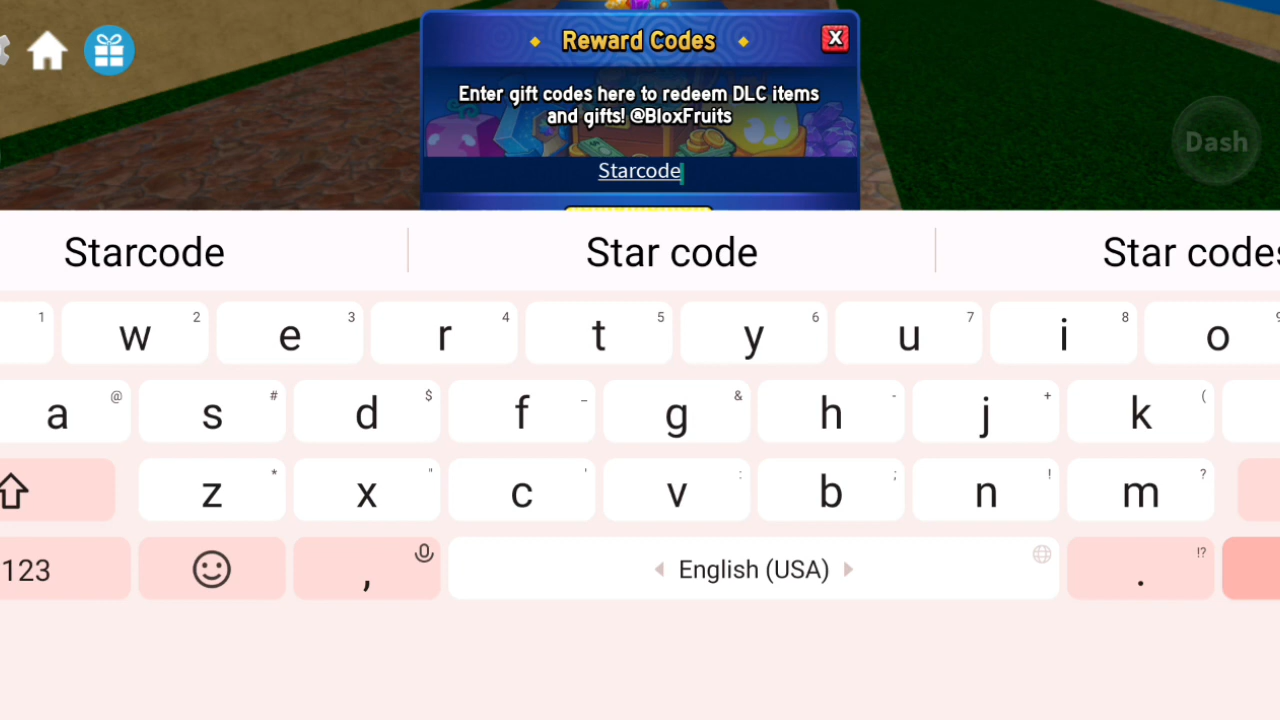 Reward Codes
X
Enter gift codes here to redeem DLC items
and gifts! @BloxFruits
Dash
Starcode
Starcode
Star code
Star codes
1 w 2 e 3 r 4 t 5 y 6 u 7 i 8 o 9
a @ s # d $ f _ g & h - j + k (
z * x " c ' v : b ; n ! m ?
123 , English (USA) . !?